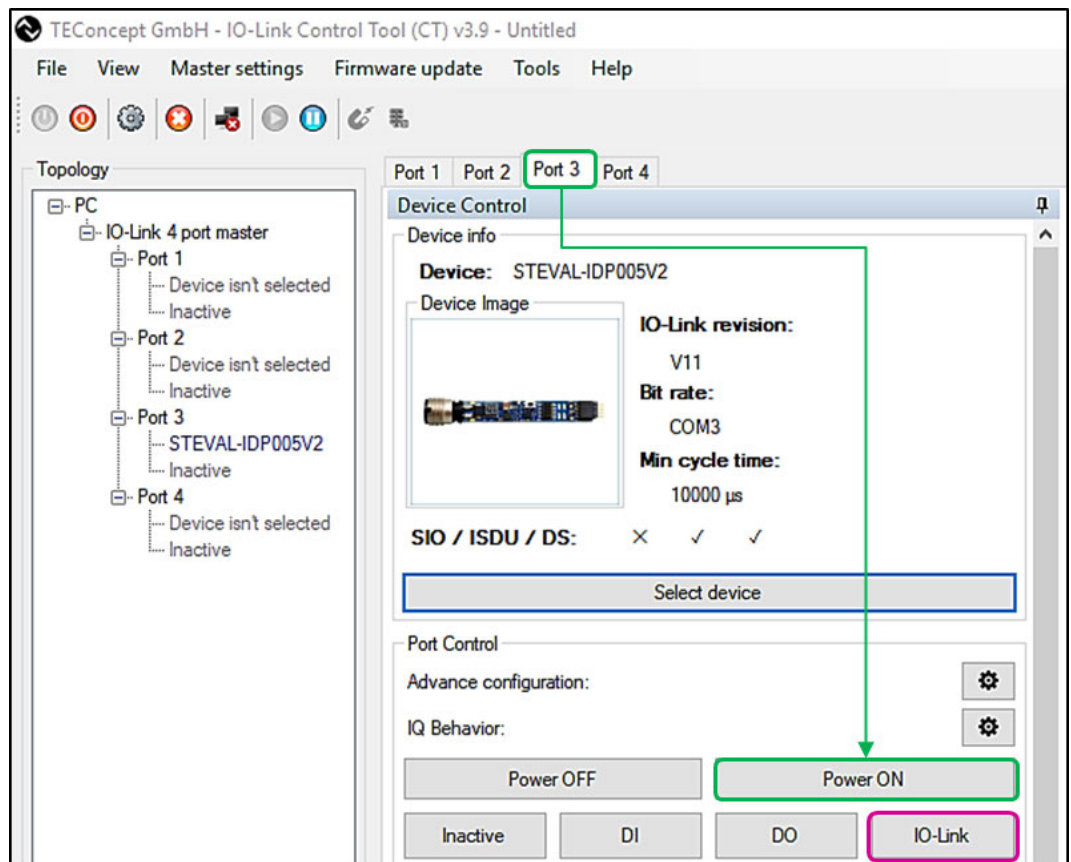 TEConcept GmbH - IO-Link Control Tool (CT) v3.9 - Untitled
File View Master settings Firmware update Tools Help
Topology
PC
IO-Link 4 port master
Port 1
Device isn't selected
Inactive
Port 2
Device isn't selected
Inactive
Port 3
STEVAL-IDP005V2
Inactive
Port 4
Device isn't selected
Inactive
Port 1 Port 2 Port 3 Port 4
Device Control
Device info
Device: STEVAL-IDP005V2
Device Image
IO-Link revision:
V11
Bit rate:
COM3
Min cycle time:
10000 µs
SIO / ISDU / DS:
Select device
Port Control
Advance configuration:
IQ Behavior:
Power OFF Power ON
Inactive DI DO IO-Link